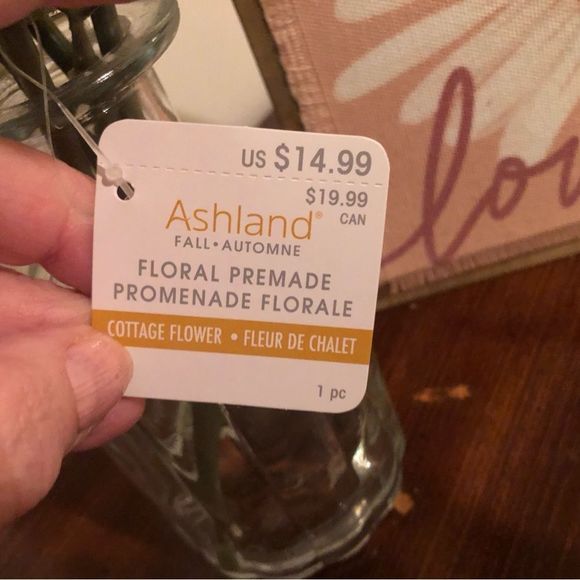 US $14.99
$19.99
CAN
Ashland®
FALL • AUTOMNE
FLORAL PREMADE
PROMENADE FLORALE
COTTAGE FLOWER • FLEUR DE CHALET
1 pc